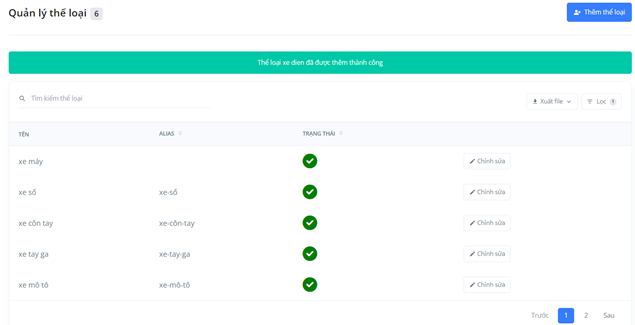 Quản lý thể loại 6
Thêm thể loại
Thể loại xe dien đã được thêm thành công
Tìm kiếm thể loại
Xuất file
Lọc 1
TÊN ALIAS TRẠNG THÁI
xe máy Chỉnh sửa
xe số xe-số Chỉnh sửa
xe côn tay xe-côn-tay Chỉnh sửa
xe tay ga xe-tay-ga Chỉnh sửa
xe mô tô xe-mô-tô Chỉnh sửa
Trước 1 2 Sau